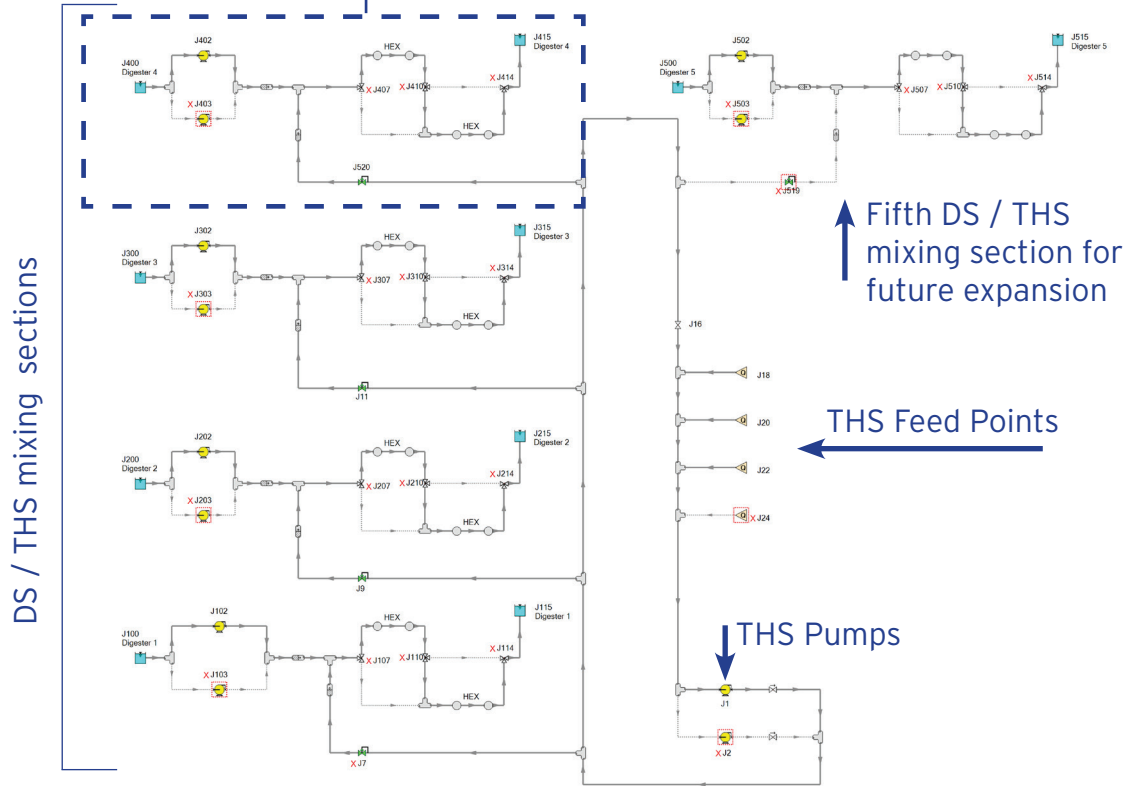 DS / THS mixing sections
J400
Digester 4
J402
X J403
HEX
X J407
X J410
HEX
X J414
J415
Digester 4
J520
J300
Digester 3
J302
X J303
HEX
X J307
X J310
HEX
X J314
J315
Digester 3
J11
J200
Digester 2
J202
X J203
HEX
X J207
X J210
HEX
X J214
J215
Digester 2
J9
J100
Digester 1
J102
X J103
HEX
X J107
X J110
HEX
X J114
J115
Digester 1
X J7
J500
Digester 5
J502
X J503
X J507
X J510
X J514
J515
Digester 5
X J519
Fifth DS / THS
mixing section for
future expansion
J16
J18
J20
J22
X J24
THS Feed Points
THS Pumps
J1
X J2